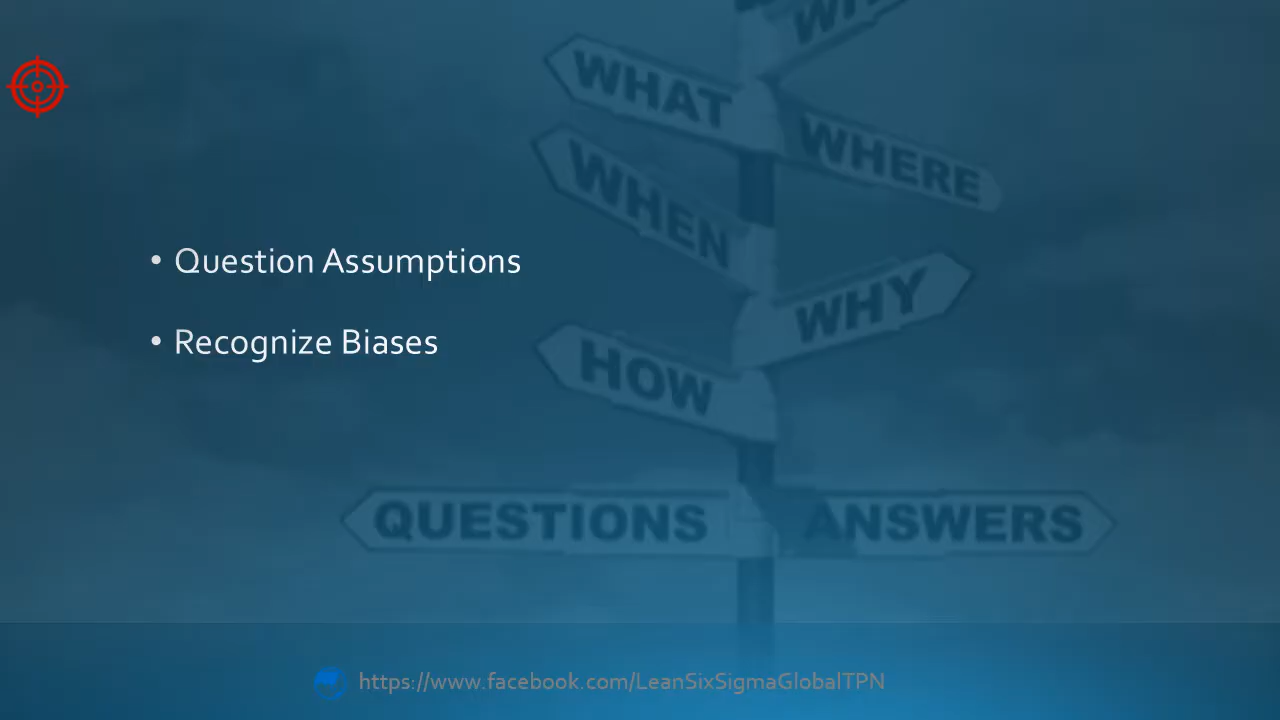 WHAT
WHERE
WHEN
• Question Assumptions
WHY
• Recognize Biases
HOW
QUESTIONS
ANSWERS
https://www.facebook.com/LeanSixSigmaGlobalTPN